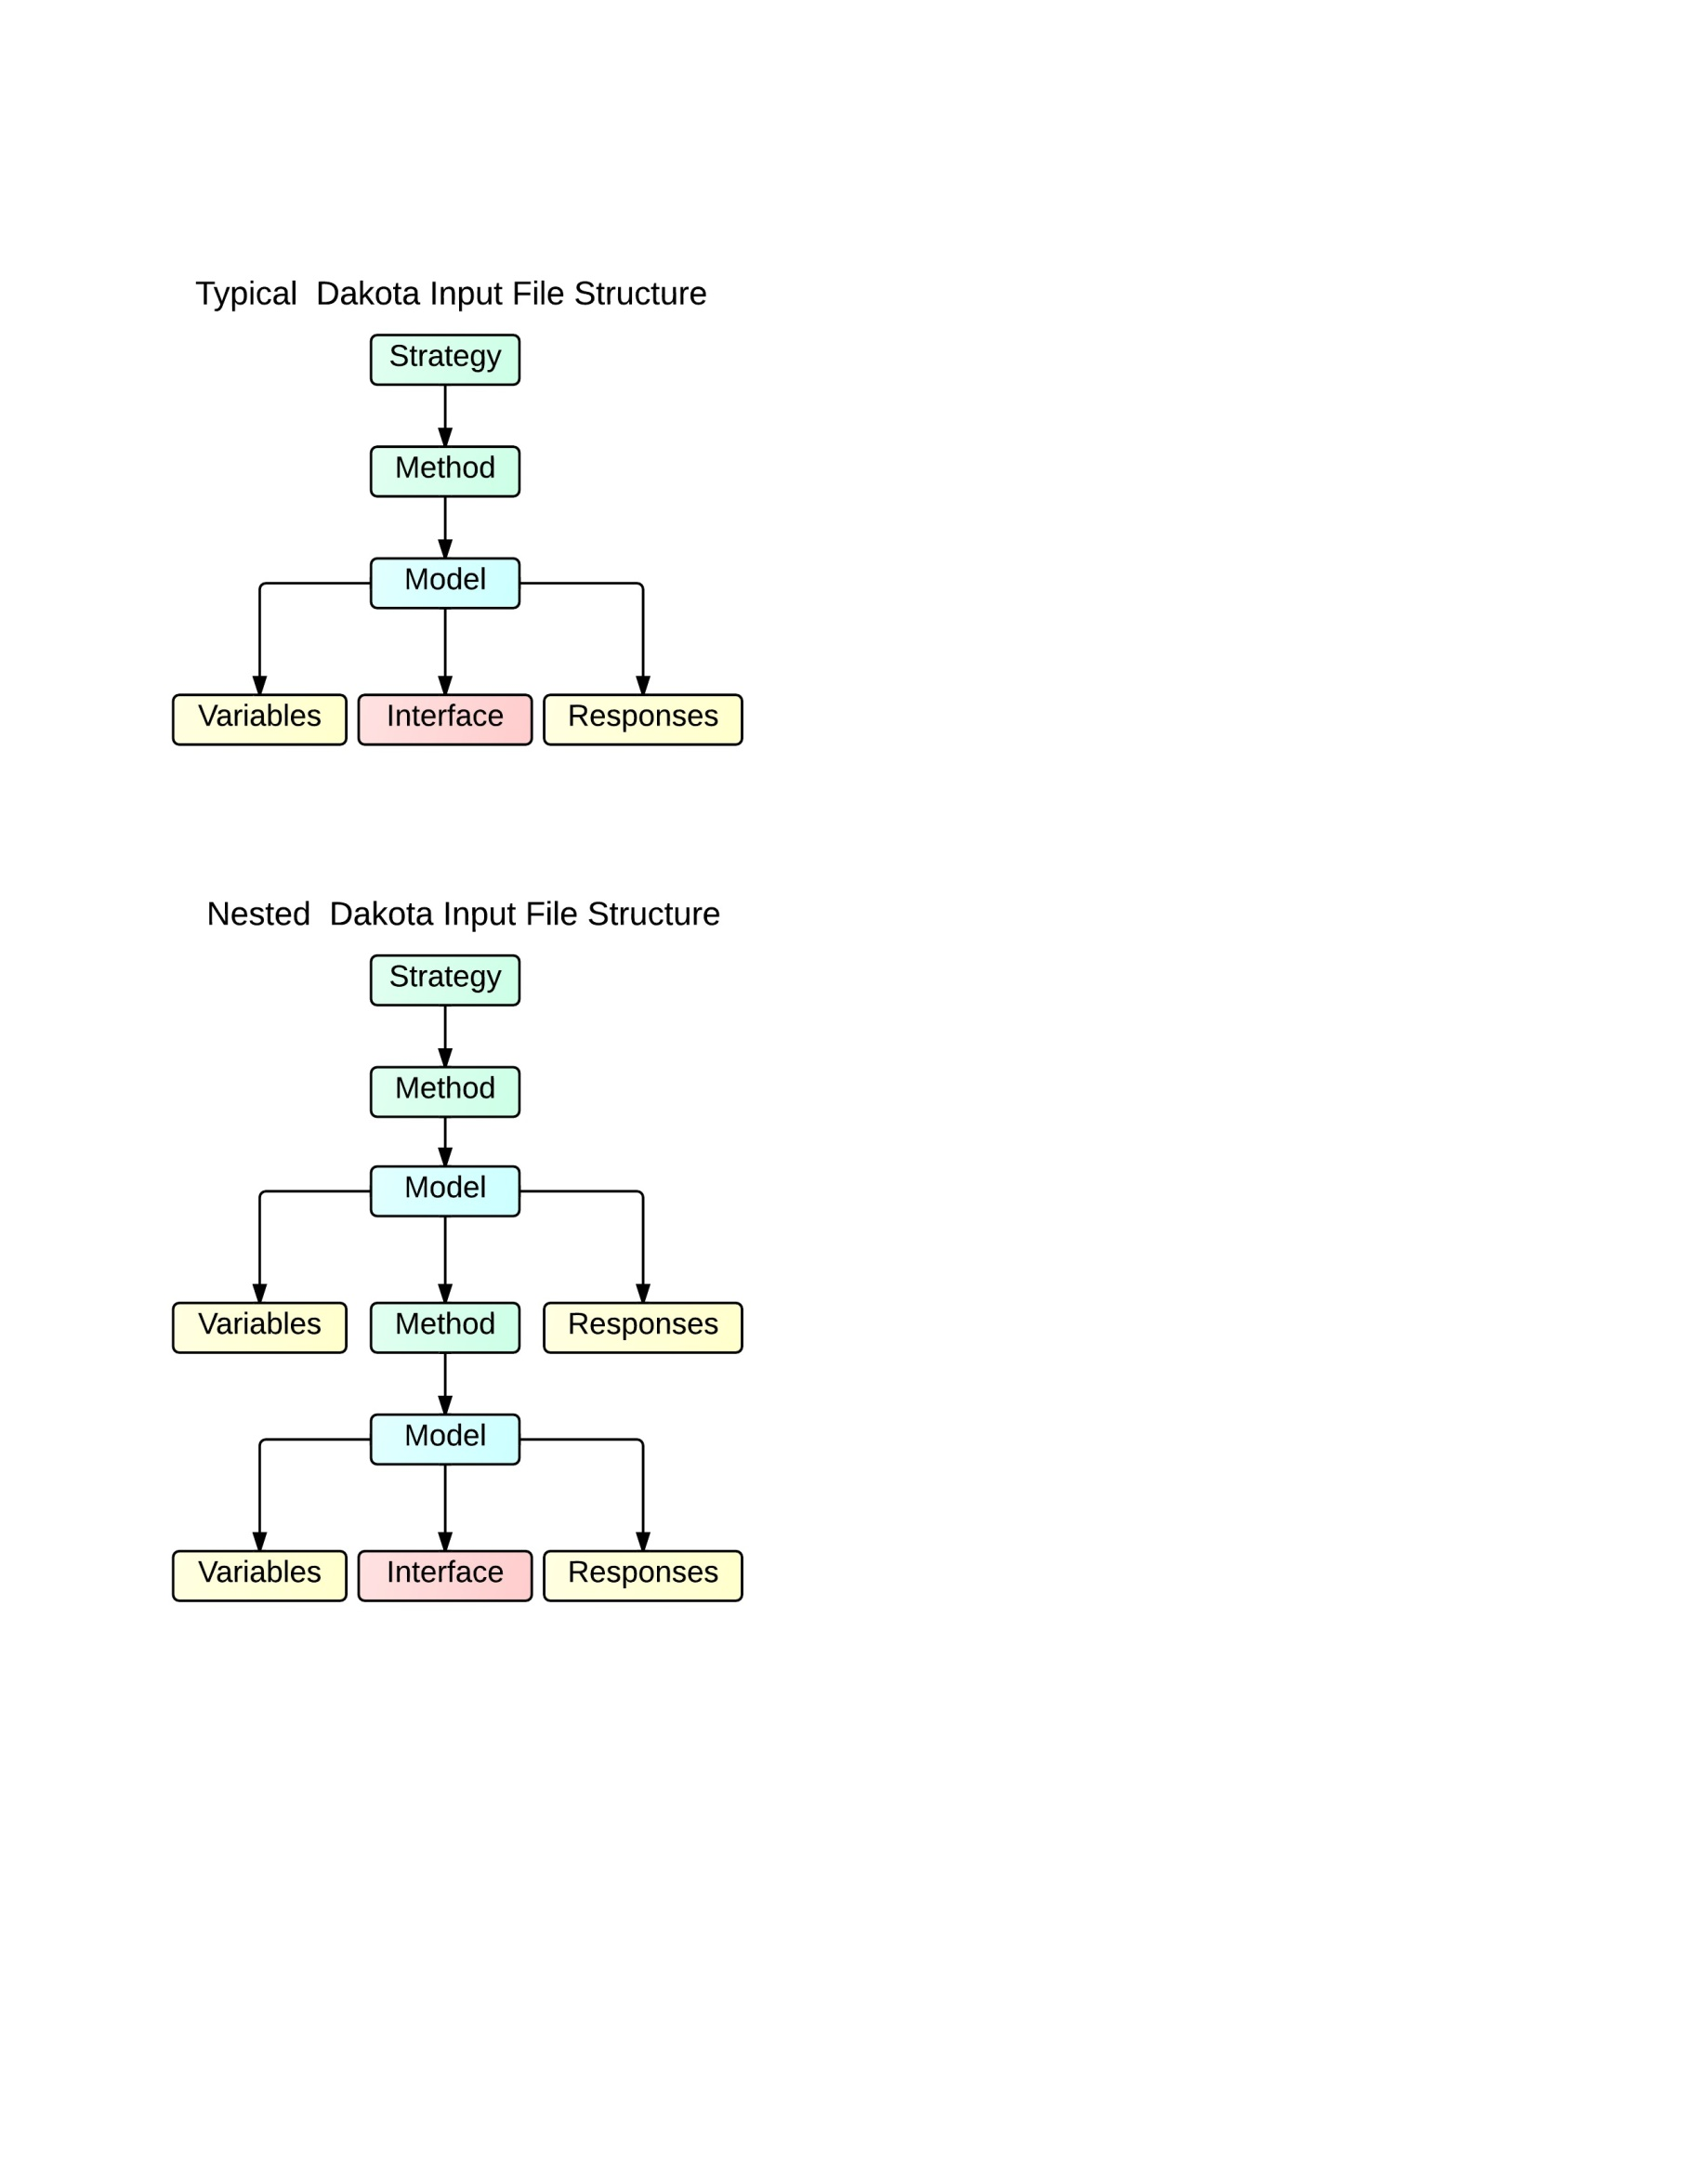 Typical  Dakota Input File Structure
Strategy
Method
Model
Variables Interface Responses
Nested  Dakota Input File Structure
Strategy
Method
Model
Variables Method Responses
Model
Variables Interface Responses